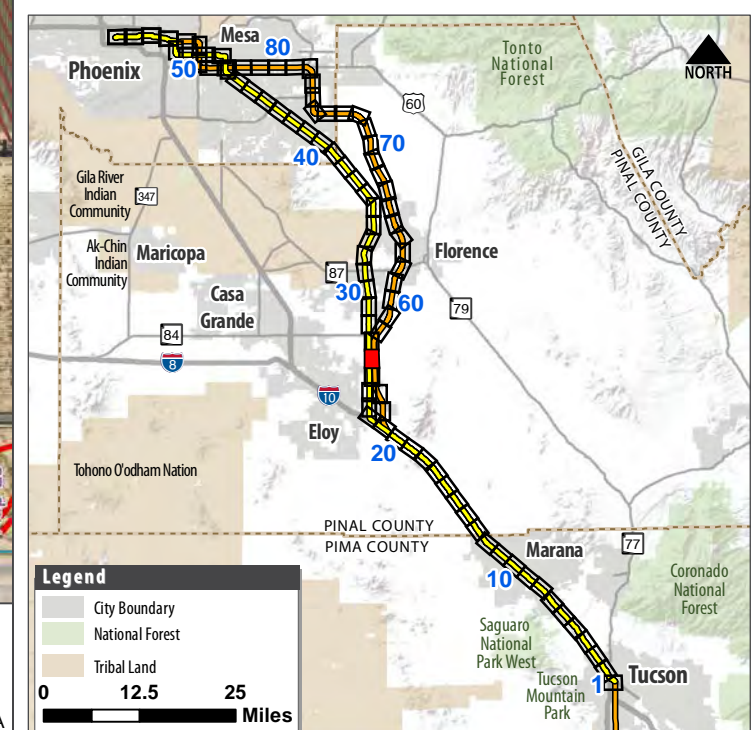 Mesa
80
Tonto
National
Forest
NORTH
Phoenix
50
60
70
40
GILA COUNTY
PINAL COUNTY
Gila River
Indian
Community
347
Ak-Chin
Indian
Community
Maricopa
Florence
87
30
Casa
Grande
60
79
84
8
10
Eloy
20
Tohono O'odham Nation
PINAL COUNTY
PIMA COUNTY
Marana
77
10
Coronado
National
Forest
Saguaro
National
Park West
Tucson
Mountain
Park
1
Tucson
Legend
City Boundary
National Forest
Tribal Land
0 12.5 25
Miles
A